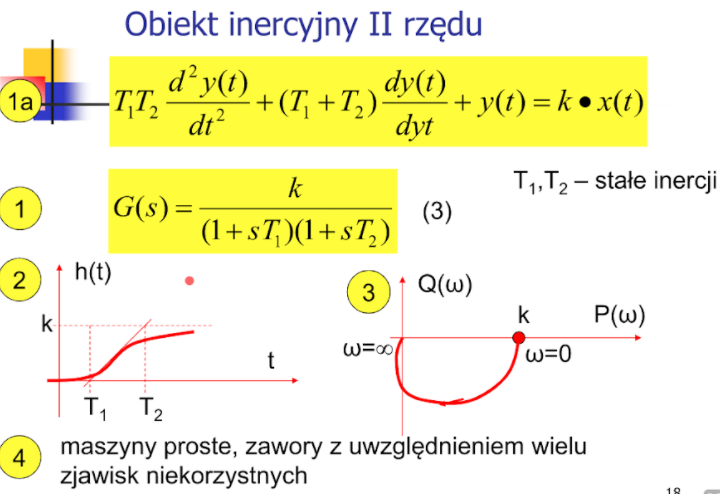 Obiekt inercyjny II rzędu
1a
T₁T₂ d²y(t)/dt² + (T₁ + T₂) dy(t)/dyt + y(t) = k • x(t)
T₁,T₂ – stałe inercji
1
G(s) = k/((1 + sT₁)(1 + sT₂))
(3)
2
h(t)
k
t
T₁ T₂
3
Q(ω)
k
P(ω)
ω=∞
ω=0
4
maszyny proste, zawory z uwzględnieniem wielu
zjawisk niekorzystnych
18